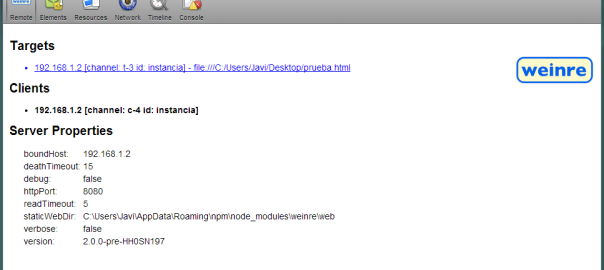 weinre
Remote Elements Resources Network Timeline Console
Targets
192.168.1.2 [channel: t-3 id: instancia] - file:///C:/Users/Javi/Desktop/prueba.html
weinre
Clients
192.168.1.2 [channel: c-4 id: instancia]
Server Properties
boundHost: 192.168.1.2
deathTimeout: 15
debug: false
httpPort: 8080
readTimeout: 5
staticWebDir: C:\Users\Javi\AppData\Roaming\npm\node_modules\weinre\web
verbose: false
version: 2.0.0-pre-HH0SN197